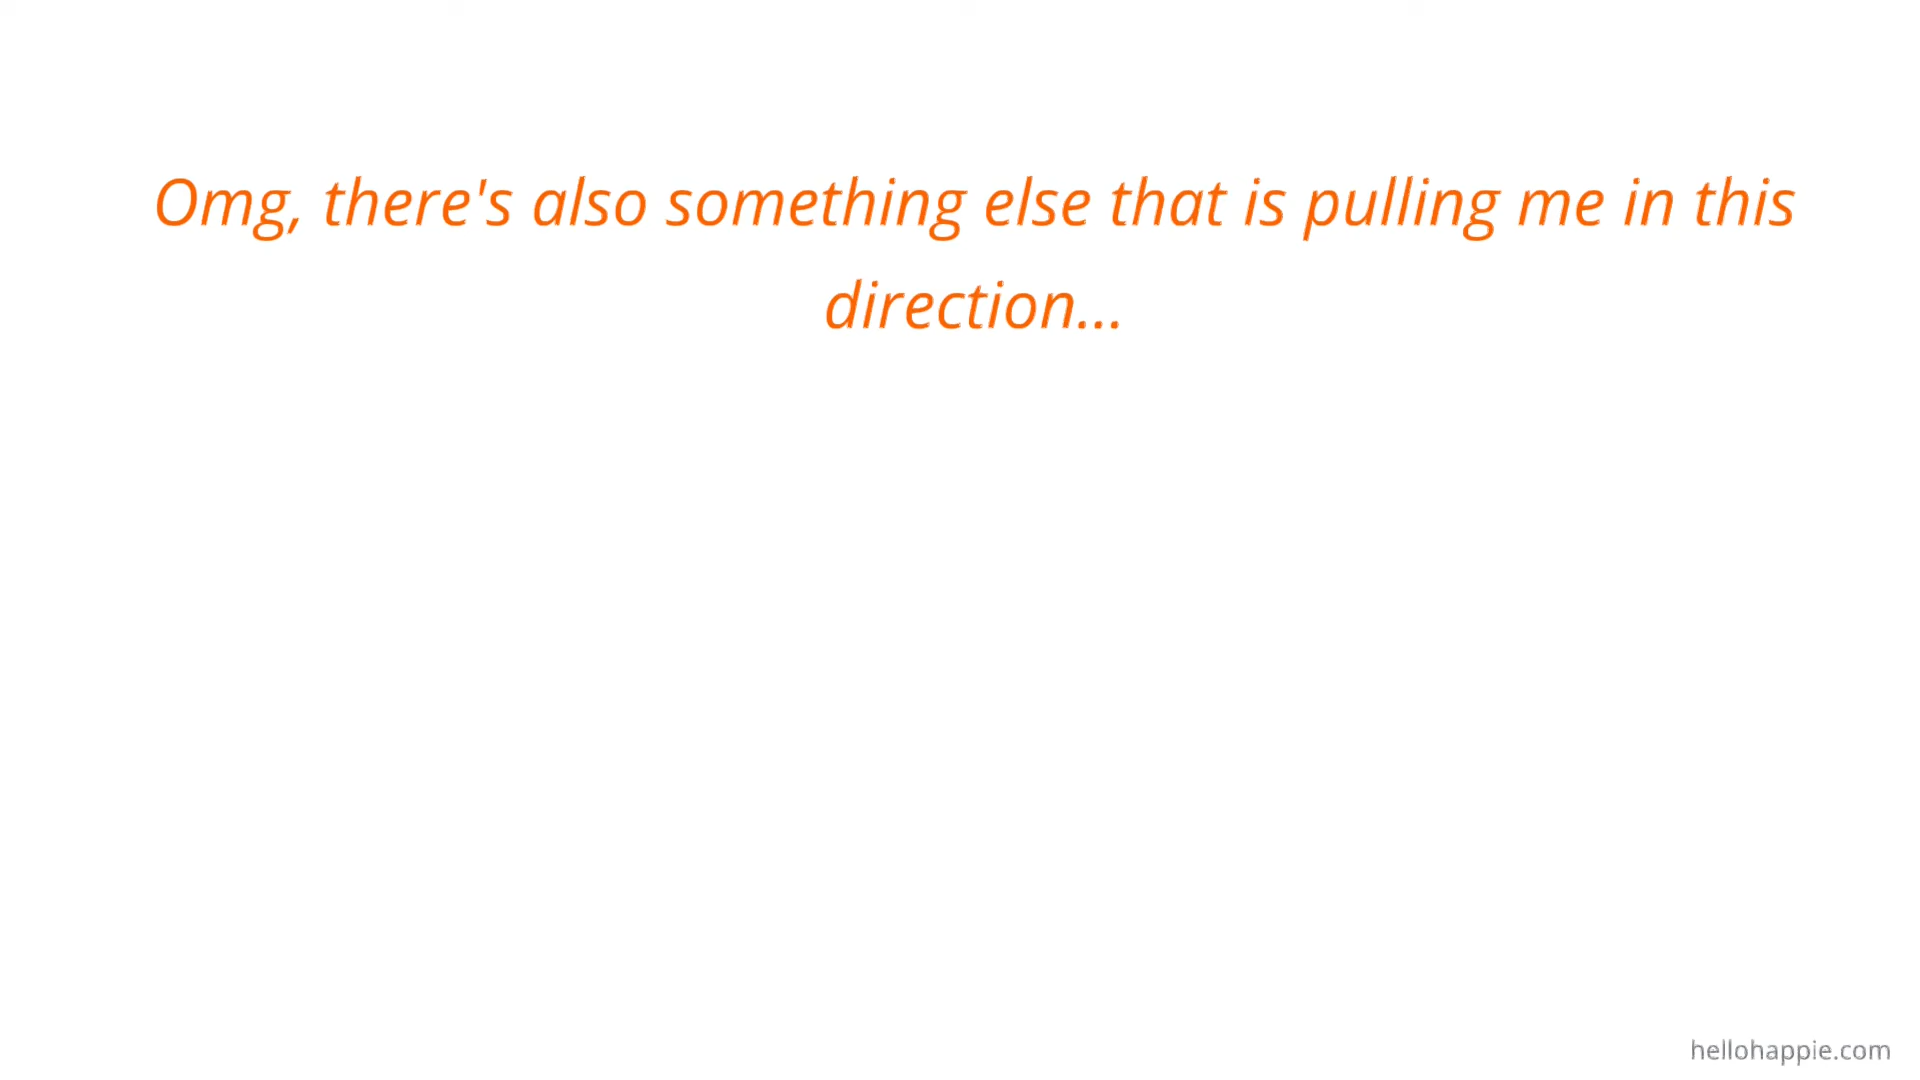 Omg, there's also something else that is pulling me in this
direction...
hellohappie.com